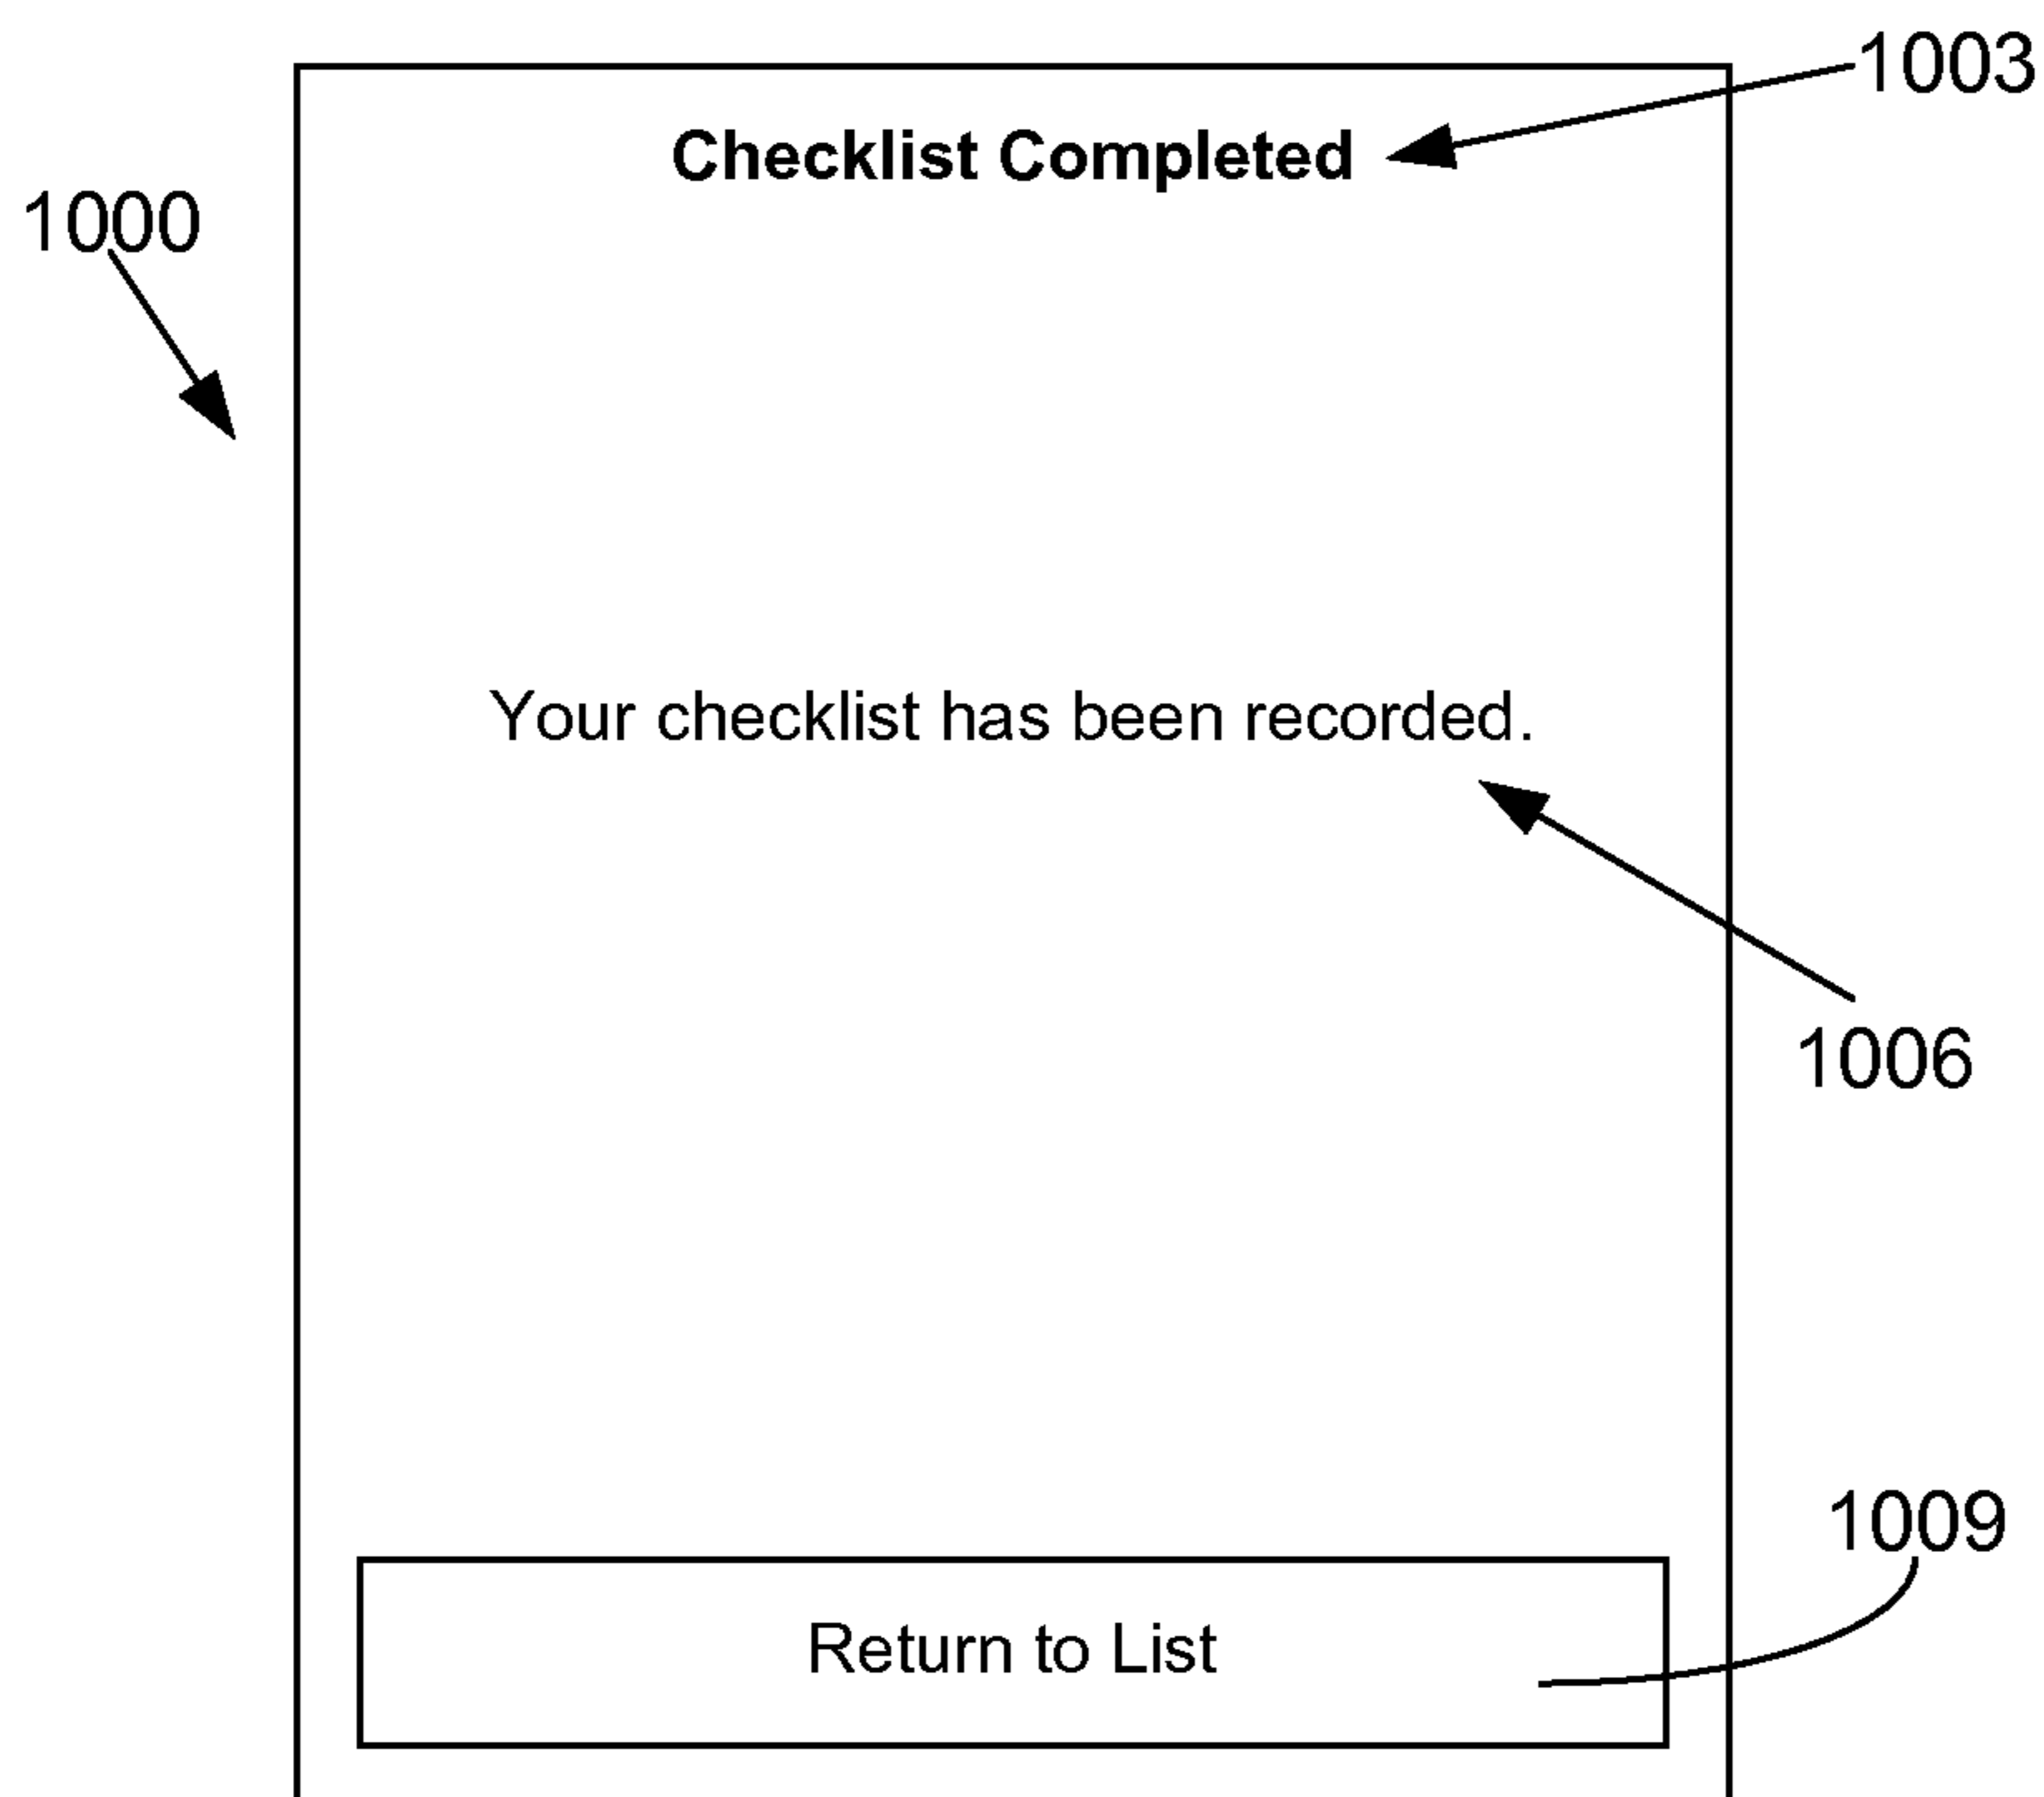 1003
Checklist Completed
1000
Your checklist has been recorded.
1006
1009
Return to List